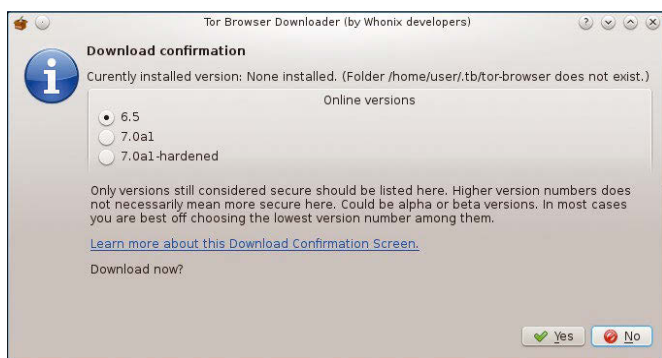 Tor Browser Downloader (by Whonix developers)
Download confirmation
Curently installed version: None installed. (Folder /home/user/.tb/tor-browser does not exist.)
Online versions
6.5
7.0a1
7.0a1-hardened
Only versions still considered secure should be listed here. Higher version numbers does
not necessarily mean more secure here. Could be alpha or beta versions. In most cases
you are best off choosing the lowest version number among them.
Learn more about this Download Confirmation Screen.
Download now?
Yes
No